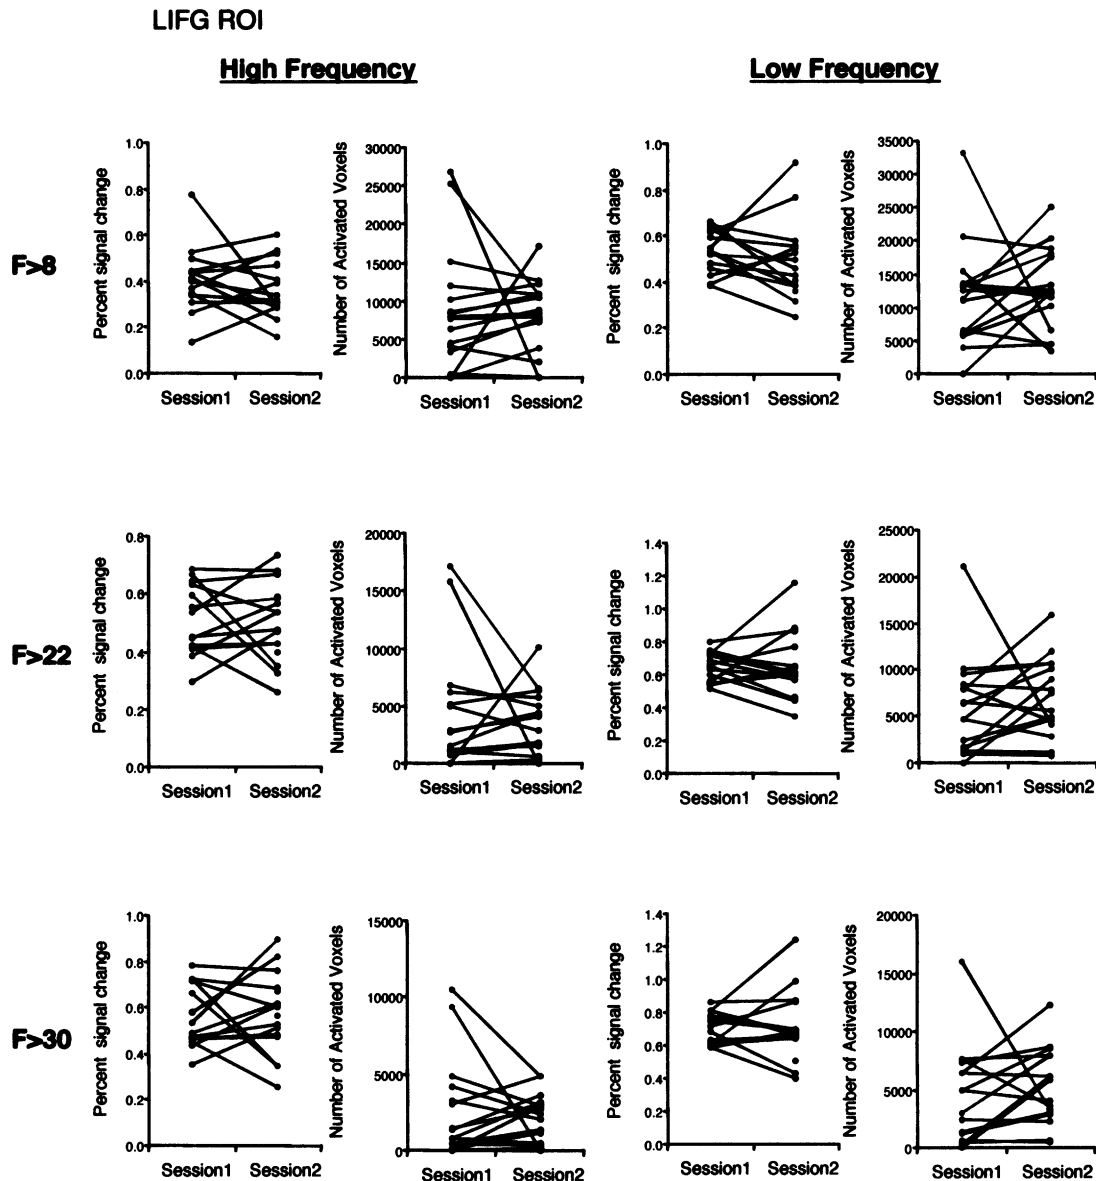 LIFG ROI
High Frequency
Low Frequency
F>8
Percent signal change
1.0
0.8
0.6
0.4
0.2
0.0
Session1 Session2
Number of Activated Voxels
30000
25000
20000
15000
10000
5000
0
Session1 Session2
Percent signal change
1.0
0.8
0.6
0.4
0.2
0.0
Session1 Session2
Number of Activated Voxels
35000
30000
25000
20000
15000
10000
5000
0
Session1 Session2
F>22
Percent signal change
0.8
0.6
0.4
0.2
0.0
Session1 Session2
Number of Activated Voxels
20000
15000
10000
5000
0
Session1 Session2
Percent signal change
1.4
1.2
1.0
0.8
0.6
0.4
0.2
0.0
Session1 Session2
Number of Activated Voxels
25000
20000
15000
10000
5000
0
Session1 Session2
F>30
Percent signal change
1.0
0.8
0.6
0.4
0.2
0.0
Session1 Session2
Number of Activated Voxels
15000
10000
5000
0
Session1 Session2
Percent signal change
1.4
1.2
1.0
0.8
0.6
0.4
0.2
0.0
Session1 Session2
Number of Activated Voxels
20000
15000
10000
5000
0
Session1 Session2